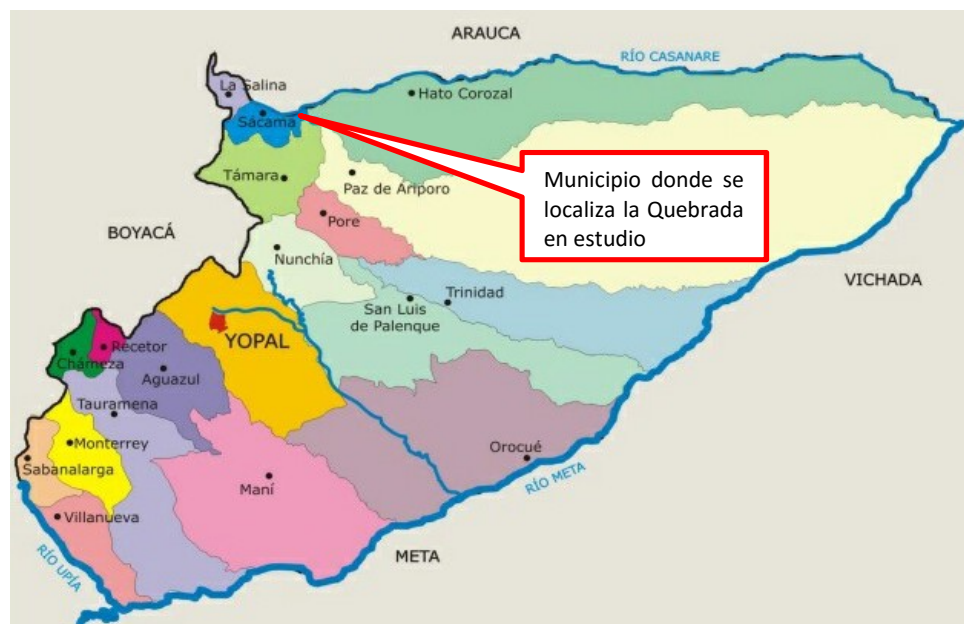 ARAUCA
RÍO CASANARE
La Salina
Hato Corozal
Sácama
Támara
Paz de Ariporo
Municipio donde se
localiza la Quebrada
en estudio
Pore
BOYACÁ
Nunchía
VICHADA
Trinidad
San Luis
de Palenque
YOPAL
Recetor
Chámeza
Aguazul
Tauramena
Monterrey
Orocué
Sabanalarga
Maní
RÍO META
Villanueva
META
RÍO UPÍA